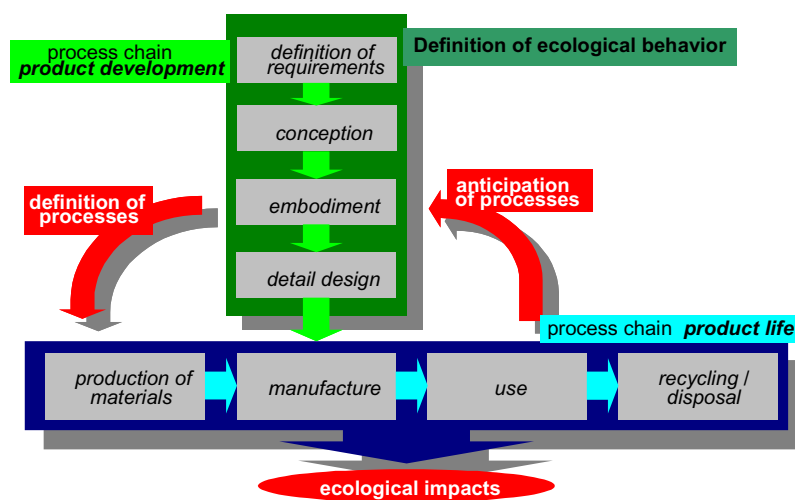 process chain
product development
definition of
requirements
Definition of ecological behavior
conception
definition of
processes
embodiment
anticipation
of processes
detail design
process chain product life
production of
materials
manufacture
use
recycling /
disposal
ecological impacts